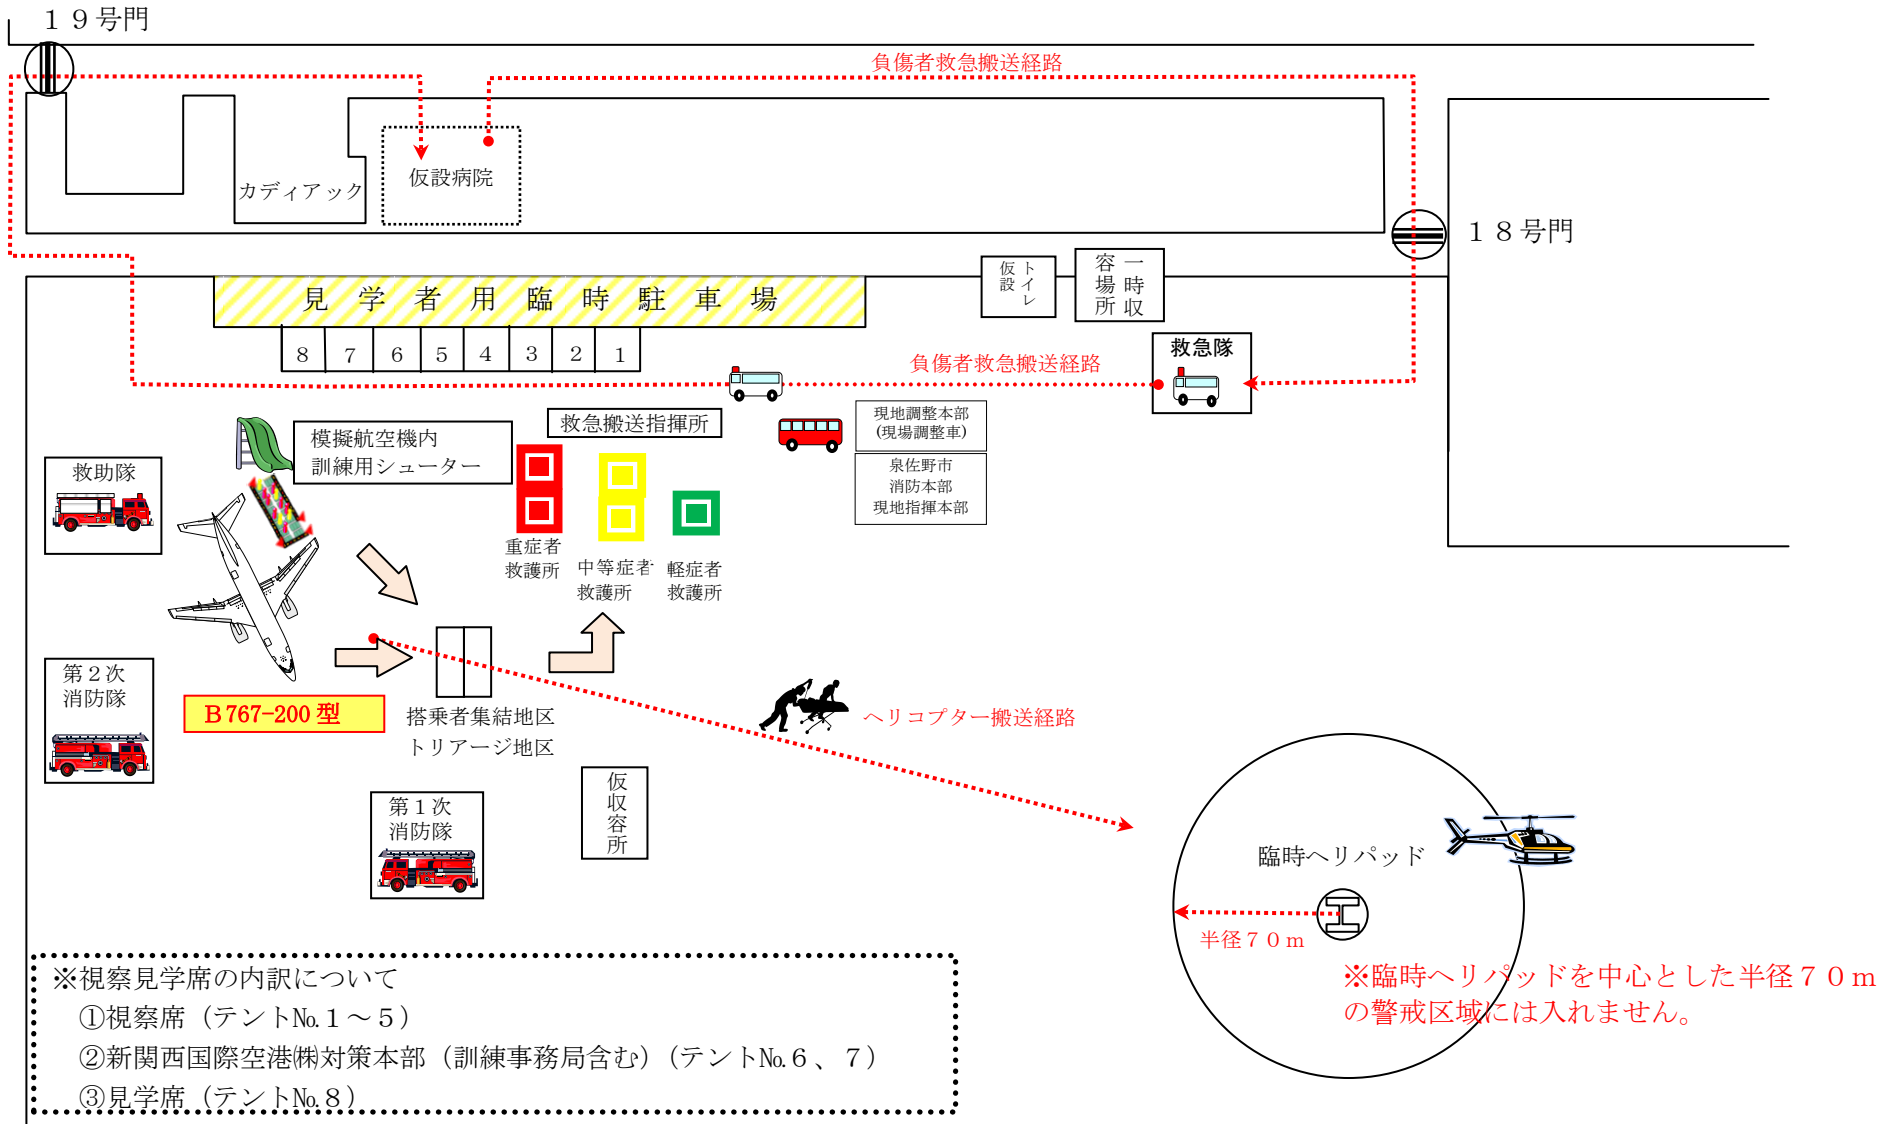 １９号門
負傷者救急搬送経路
カディアック
仮設病院
１８号門
見学者用臨時駐車場
仮設
トイレ
一時収
容場所
8 7 6 5 4 3 2 1
負傷者救急搬送経路
救急隊
救急搬送指揮所
現地調整本部
(現場調整車)
泉佐野市
消防本部
現地指揮本部
模擬航空機内
訓練用シューター
救助隊
重症者
救護所
中等症者
救護所
軽症者
救護所
第２次
消防隊
Ｂ767-200 型
搭乗者集結地区
トリアージ地区
ヘリコプター搬送経路
仮収容所
第１次
消防隊
臨時ヘリパッド
半径７０ｍ
※臨時ヘリパッドを中心とした半径７０ｍ
の警戒区域には入れません。
※視察見学席の内訳について
①視察席（テント№１～５）
②新関西国際空港㈱対策本部（訓練事務局含む）（テント№６、７）
③見学席（テント№８）